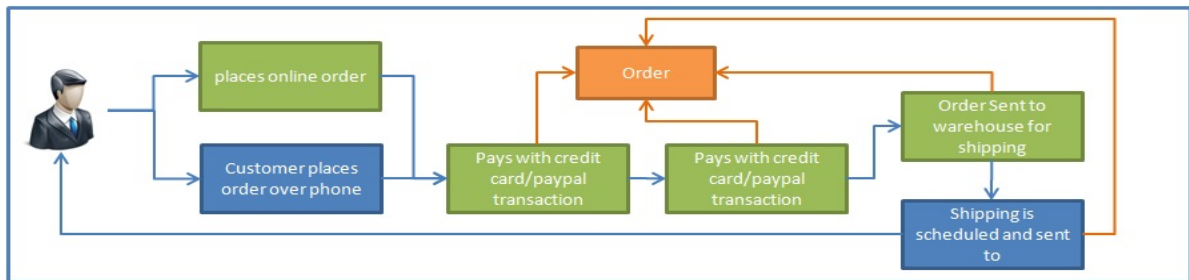 places online order
Order
Order Sent to
warehouse for
shipping
Customer places
order over phone
Pays with credit
card/paypal
transaction
Pays with credit
card/paypal
transaction
Shipping is
scheduled and sent
to